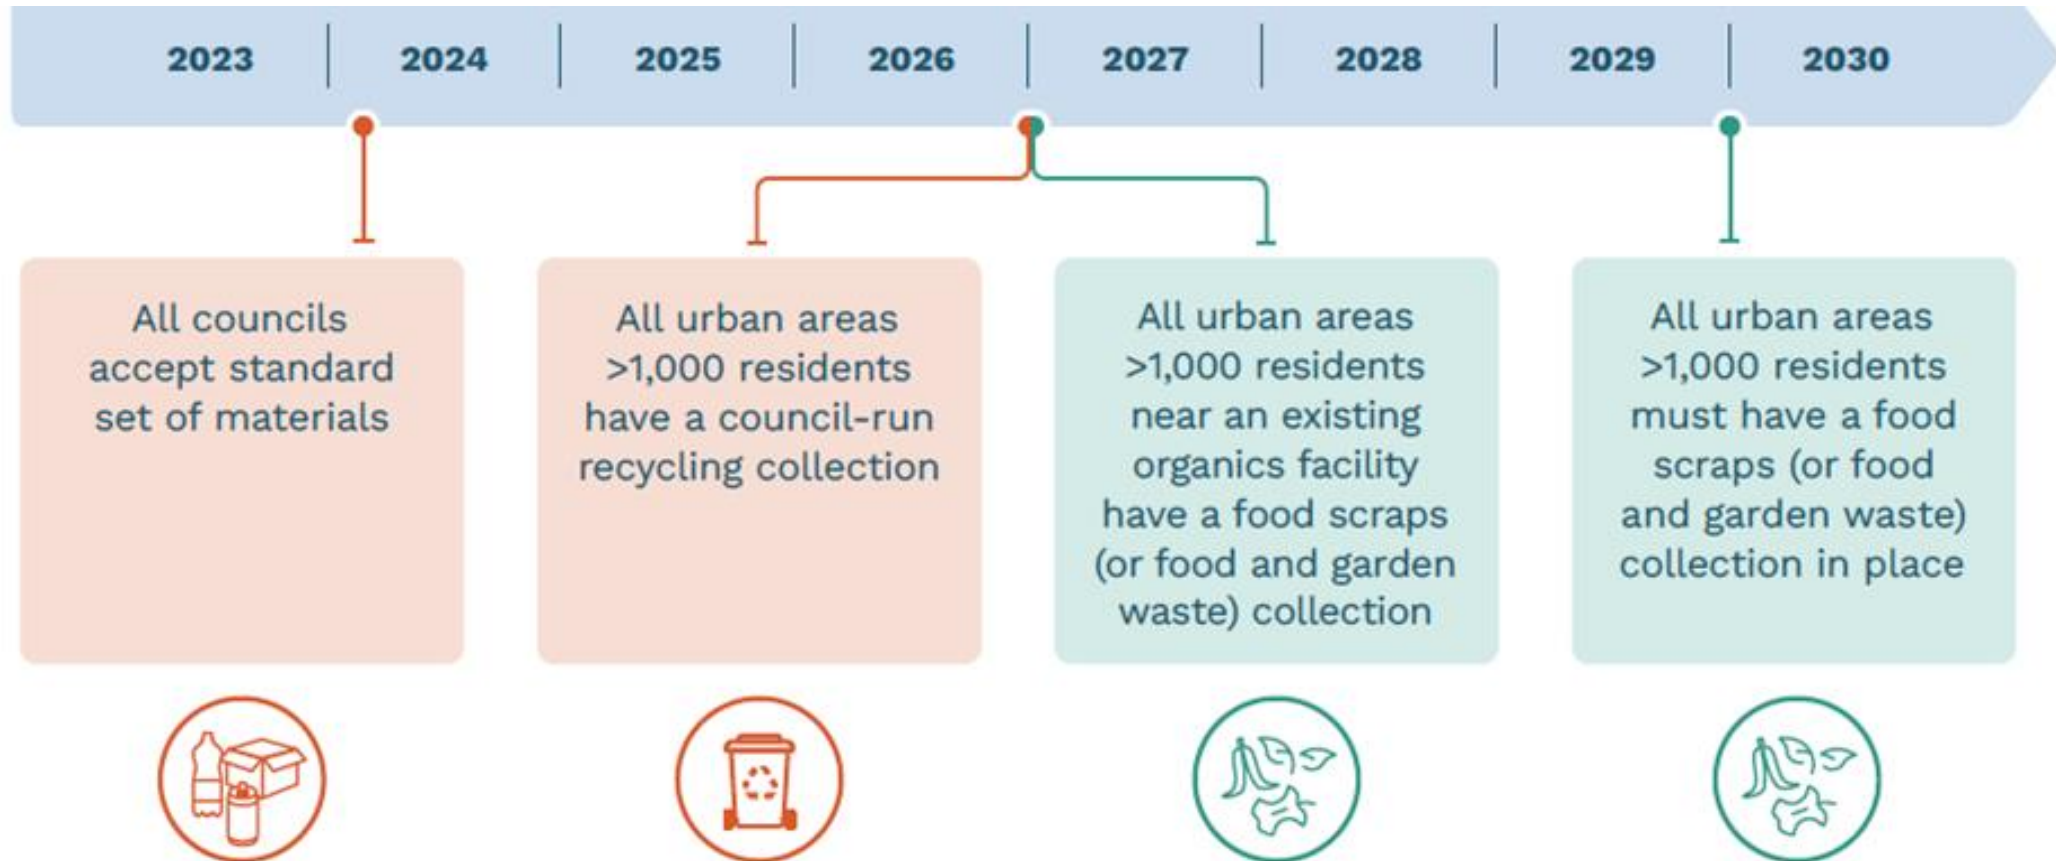 2023 2024 2025 2026 2027 2028 2029 2030
All councils
accept standard
set of materials
All urban areas
>1,000 residents
have a council-run
recycling collection
All urban areas
>1,000 residents
near an existing
organics facility
have a food scraps
(or food and garden
waste) collection
All urban areas
>1,000 residents
must have a food
scraps (or food
and garden waste)
collection in place